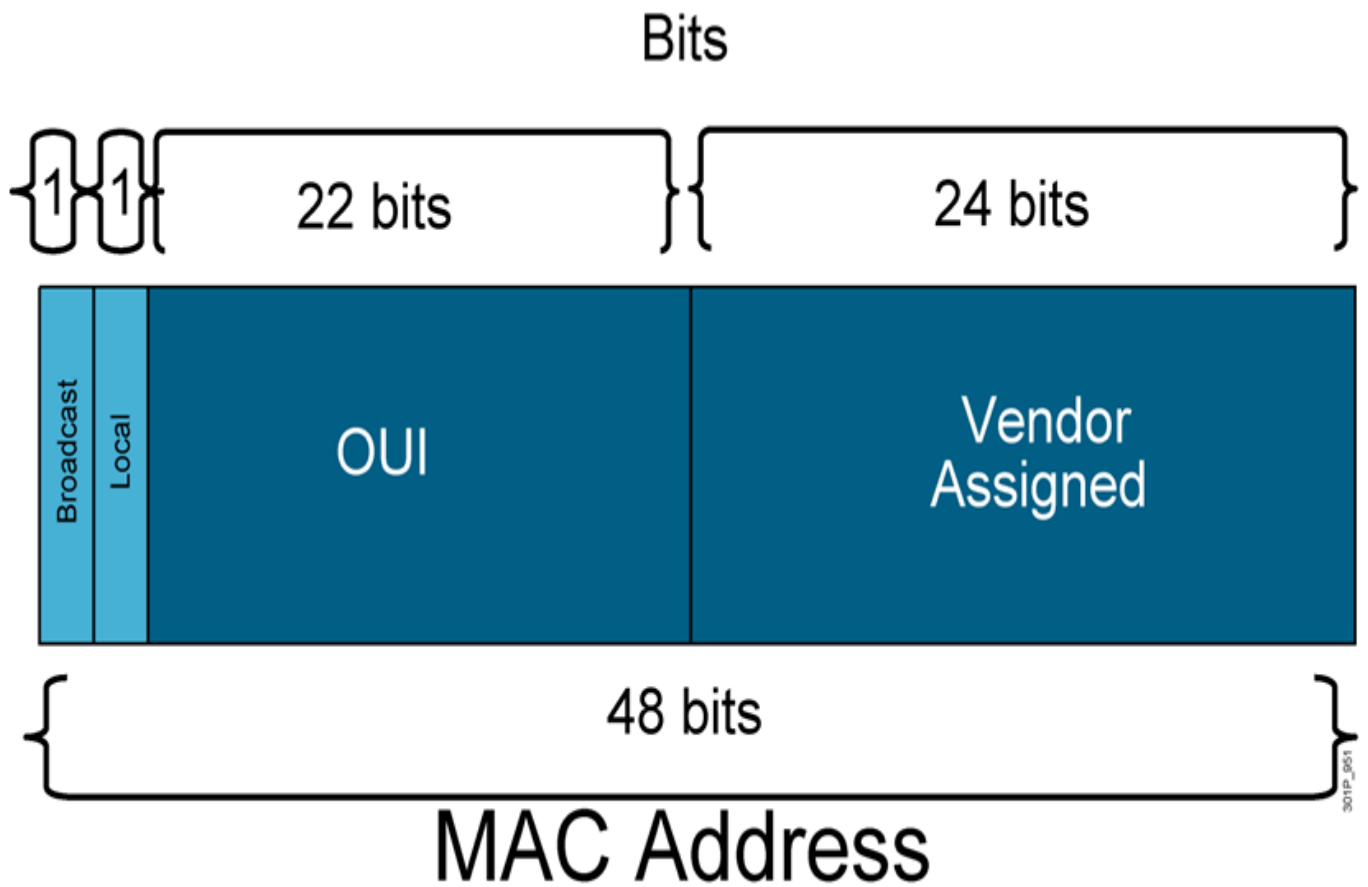 Bits
1
1
22 bits
24 bits
Broadcast
Local
OUI
Vendor
Assigned
48 bits
301P_951
MAC Address